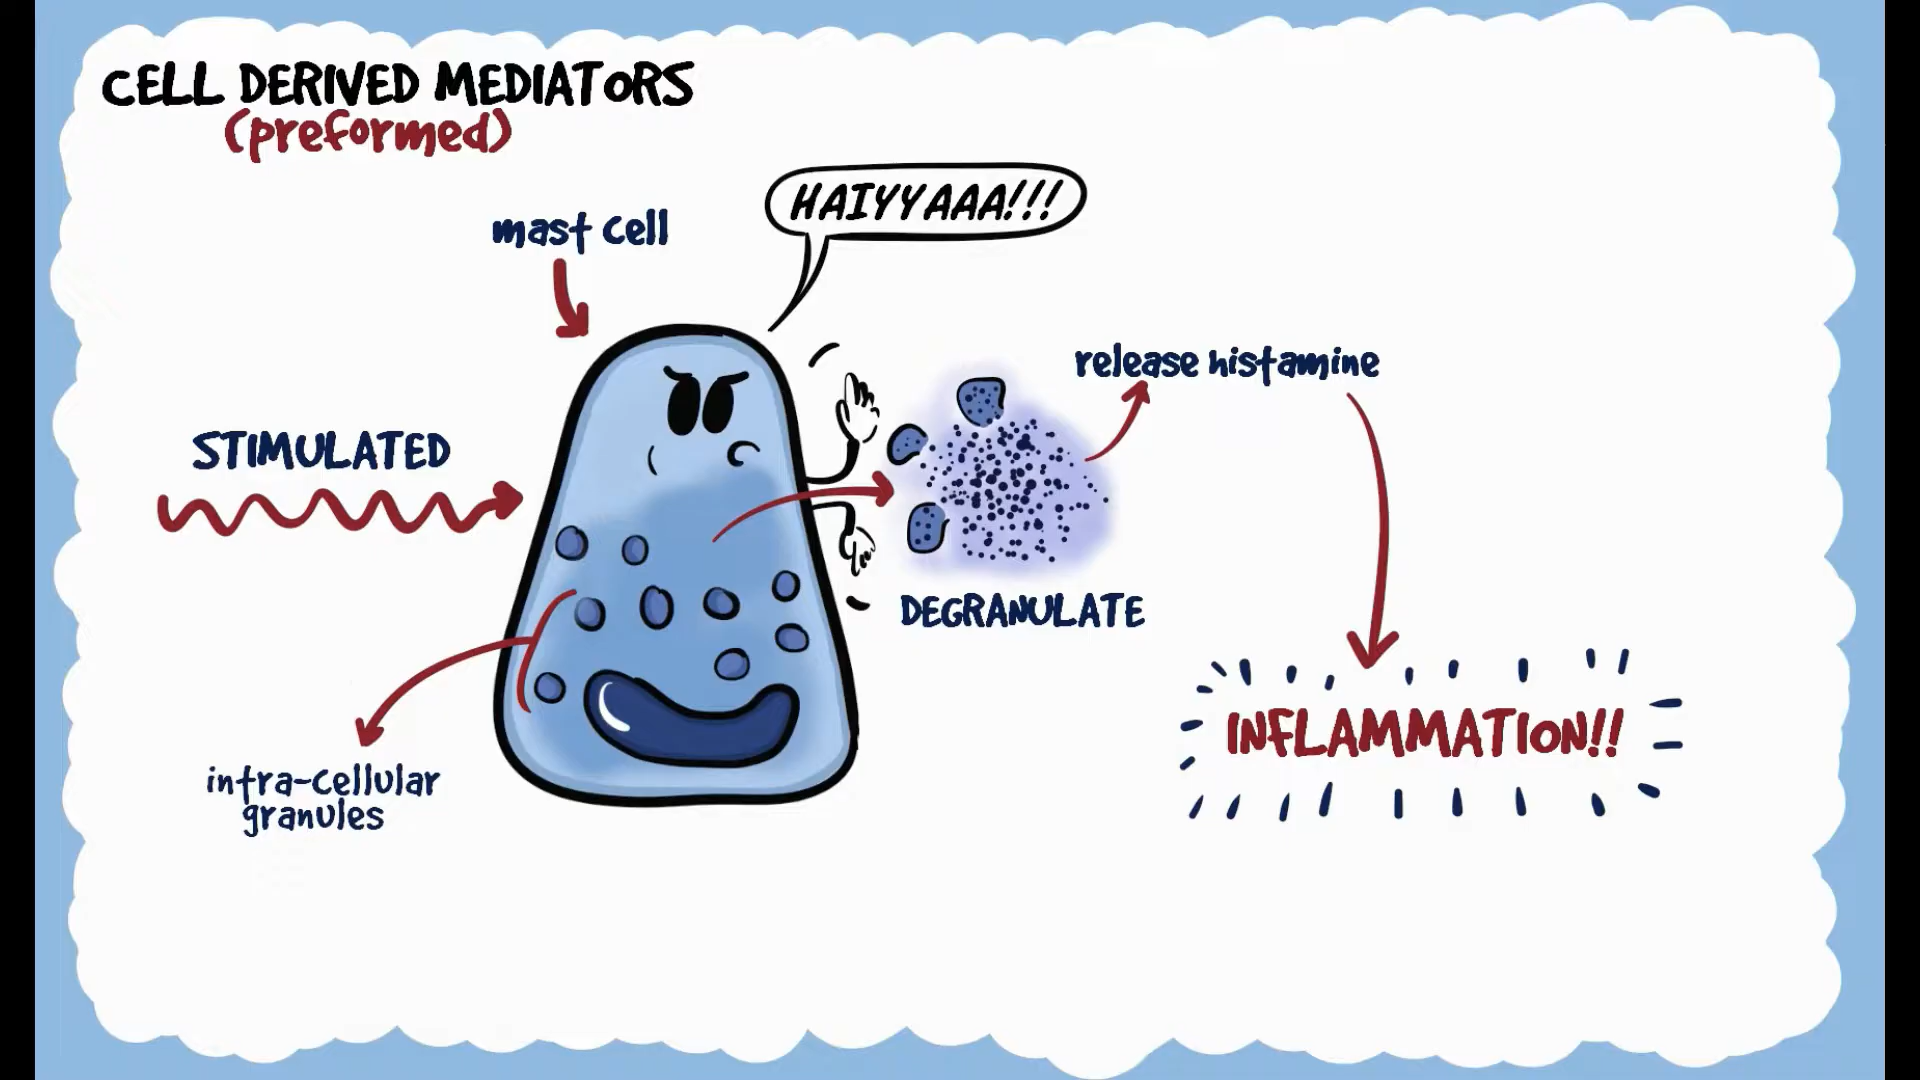 CELL DERIVED MEDIATORS
(preformed)
HAIYYAAA!!!
mast cell
release histamine
STIMULATED
DEGRANULATE
INFLAMMATION!!
intra-cellular
granules